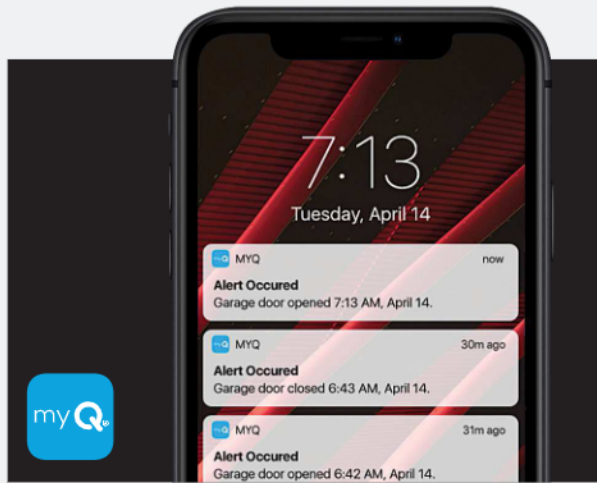 7:13
Tuesday, April 14
MYQ now
Alert Occured
Garage door opened 7:13 AM, April 14.
MYQ 30m ago
Alert Occured
Garage door closed 6:43 AM, April 14.
MYQ 31m ago
Alert Occured
Garage door opened 6:42 AM, April 14.
myQ®